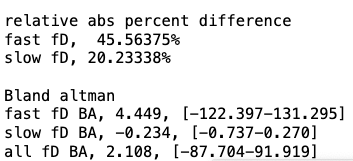 relative abs percent difference
fast fD,  45.56375%
slow fD, 20.23338%

Bland altman
fast fD BA, 4.449, [-122.397-131.295]
slow fD BA, -0.234, [-0.737-0.270]
all fD BA, 2.108, [-87.704-91.919]